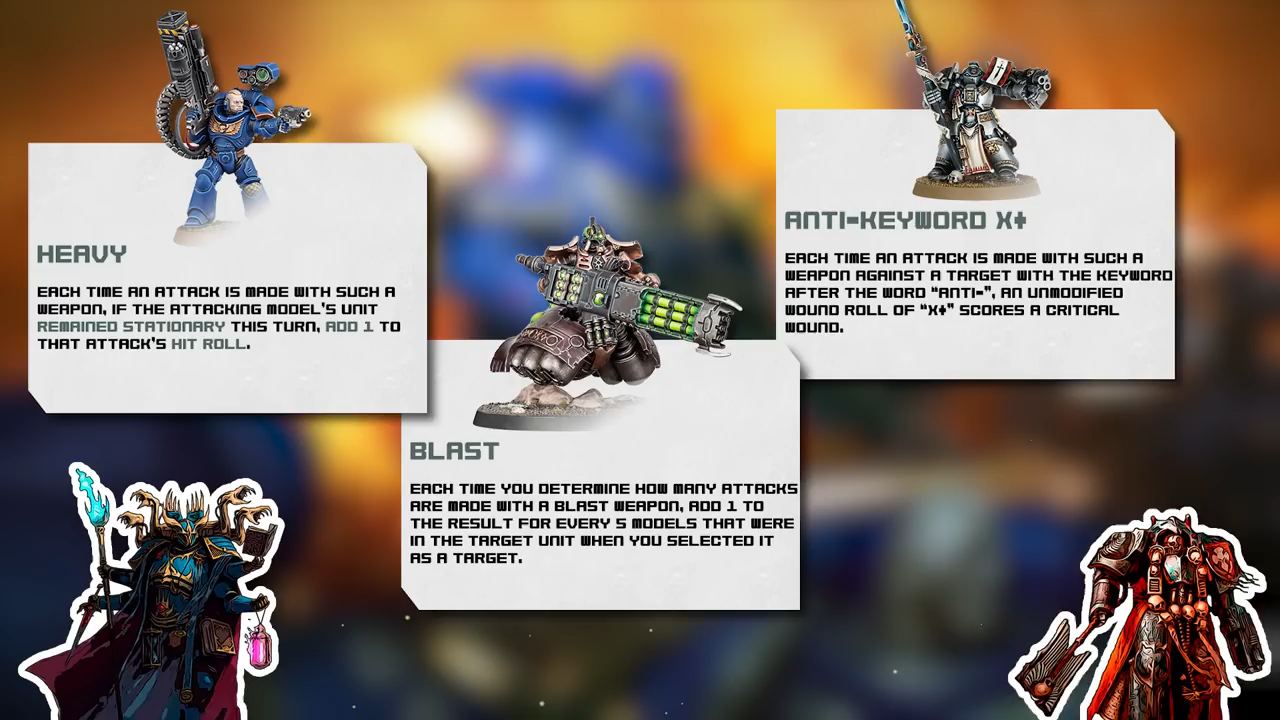 HEAVY
EACH TIME AN ATTACK IS MADE WITH SUCH A
WEAPON, IF THE ATTACKING MODEL'S UNIT
REMAINED STATIONARY THIS TURN, ADD 1 TO
THAT ATTACK'S HIT ROLL.
BLAST
EACH TIME YOU DETERMINE HOW MANY ATTACKS
ARE MADE WITH A BLAST WEAPON, ADD 1 TO
THE RESULT FOR EVERY 5 MODELS THAT WERE
IN THE TARGET UNIT WHEN YOU SELECTED IT
AS A TARGET.
ANTI-KEYWORD X+
EACH TIME AN ATTACK IS MADE WITH SUCH A
WEAPON AGAINST A TARGET WITH THE KEYWORD
AFTER THE WORD "ANTI-", AN UNMODIFIED
WOUND ROLL OF "X+" SCORES A CRITICAL
WOUND.